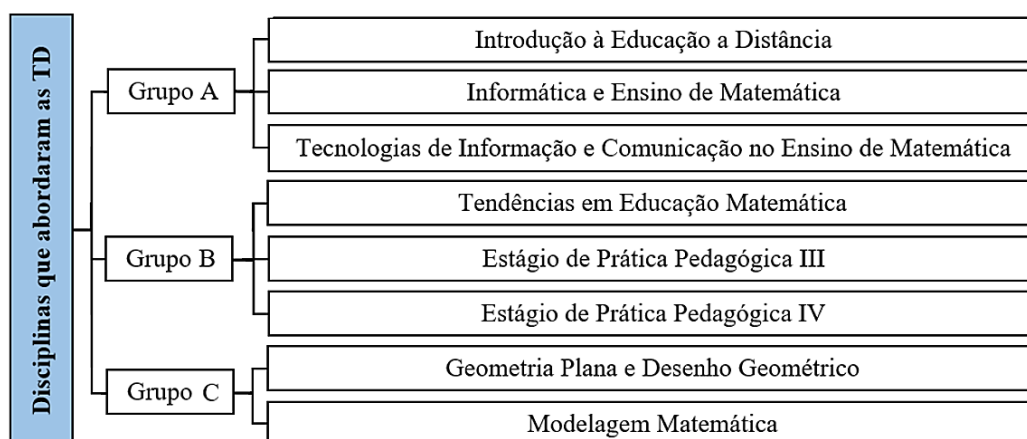 Disciplinas que abordaram as TD
Grupo A
Introdução à Educação a Distância
Informática e Ensino de Matemática
Tecnologias de Informação e Comunicação no Ensino de Matemática
Grupo B
Tendências em Educação Matemática
Estágio de Prática Pedagógica III
Estágio de Prática Pedagógica IV
Grupo C
Geometria Plana e Desenho Geométrico
Modelagem Matemática